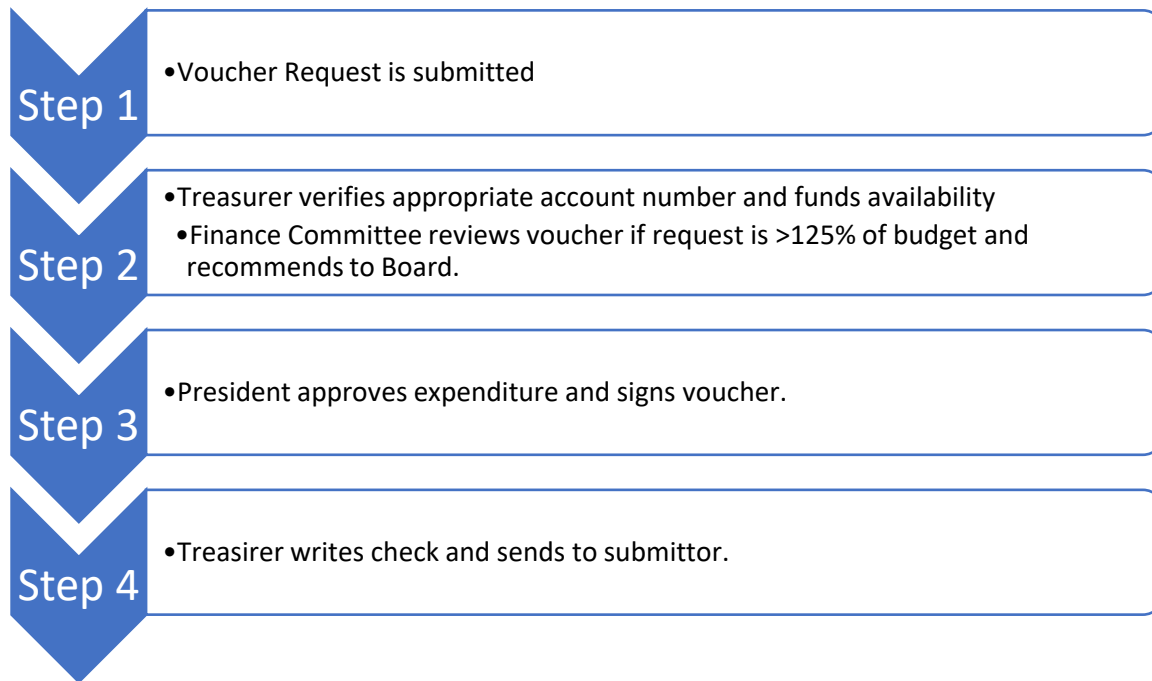 Step 1
•Voucher Request is submitted
Step 2
•Treasurer verifies appropriate account number and funds availability
•Finance Committee reviews voucher if request is >125% of budget and
recommends to Board.
Step 3
•President approves expenditure and signs voucher.
Step 4
•Treasirer writes check and sends to submittor.